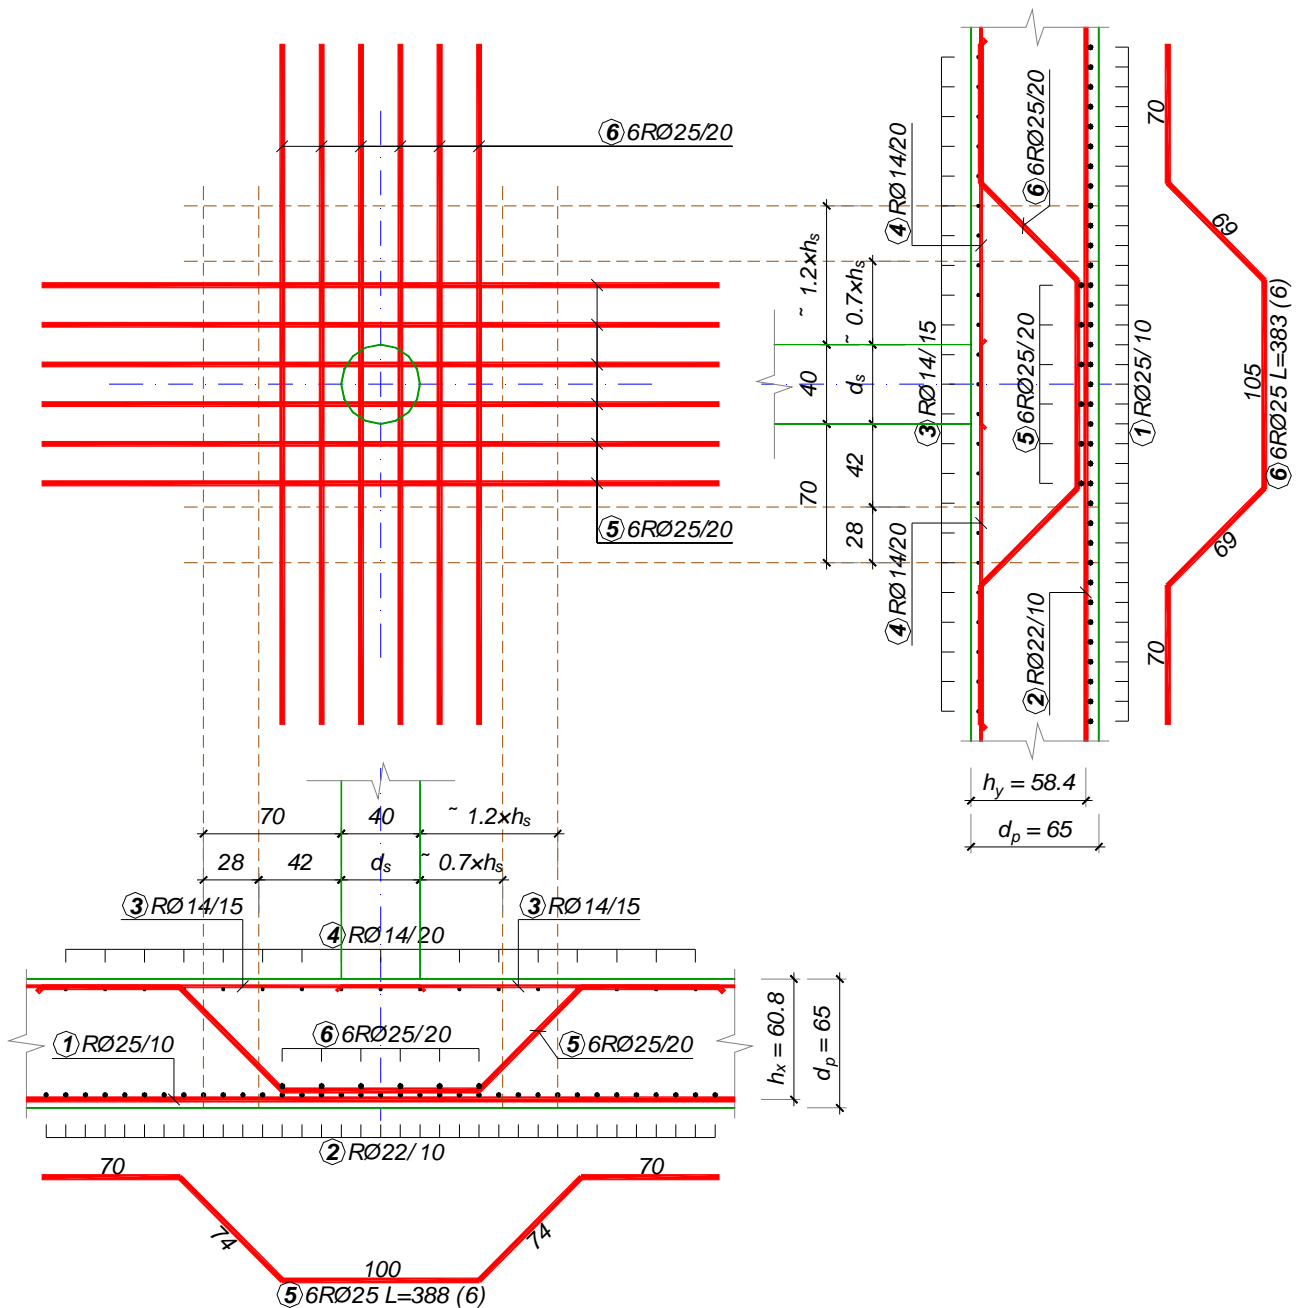 ⑥ 6RØ25/20
⑤ 6RØ25/20
~ 1.2×hs
40
70
~ 0.7×hs
ds
42
28
④ RØ14/20
③ RØ14/15
④ RØ14/20
⑥ 6RØ25/20
⑤ 6RØ25/20
② RØ22/10
① RØ25/10
70
69
105
⑥ 6RØ25 L=383 (6)
69
70
hy = 58.4
dp = 65
70 40 ~ 1.2×hs
28 42 ds ~ 0.7×hs
③ RØ14/15
③ RØ14/15
④ RØ14/20
⑥ 6RØ25/20
① RØ25/10
⑤ 6RØ25/20
hx = 60.8
dp = 65
② RØ22/10
70
70
74
74
100
⑤ 6RØ25 L=388 (6)